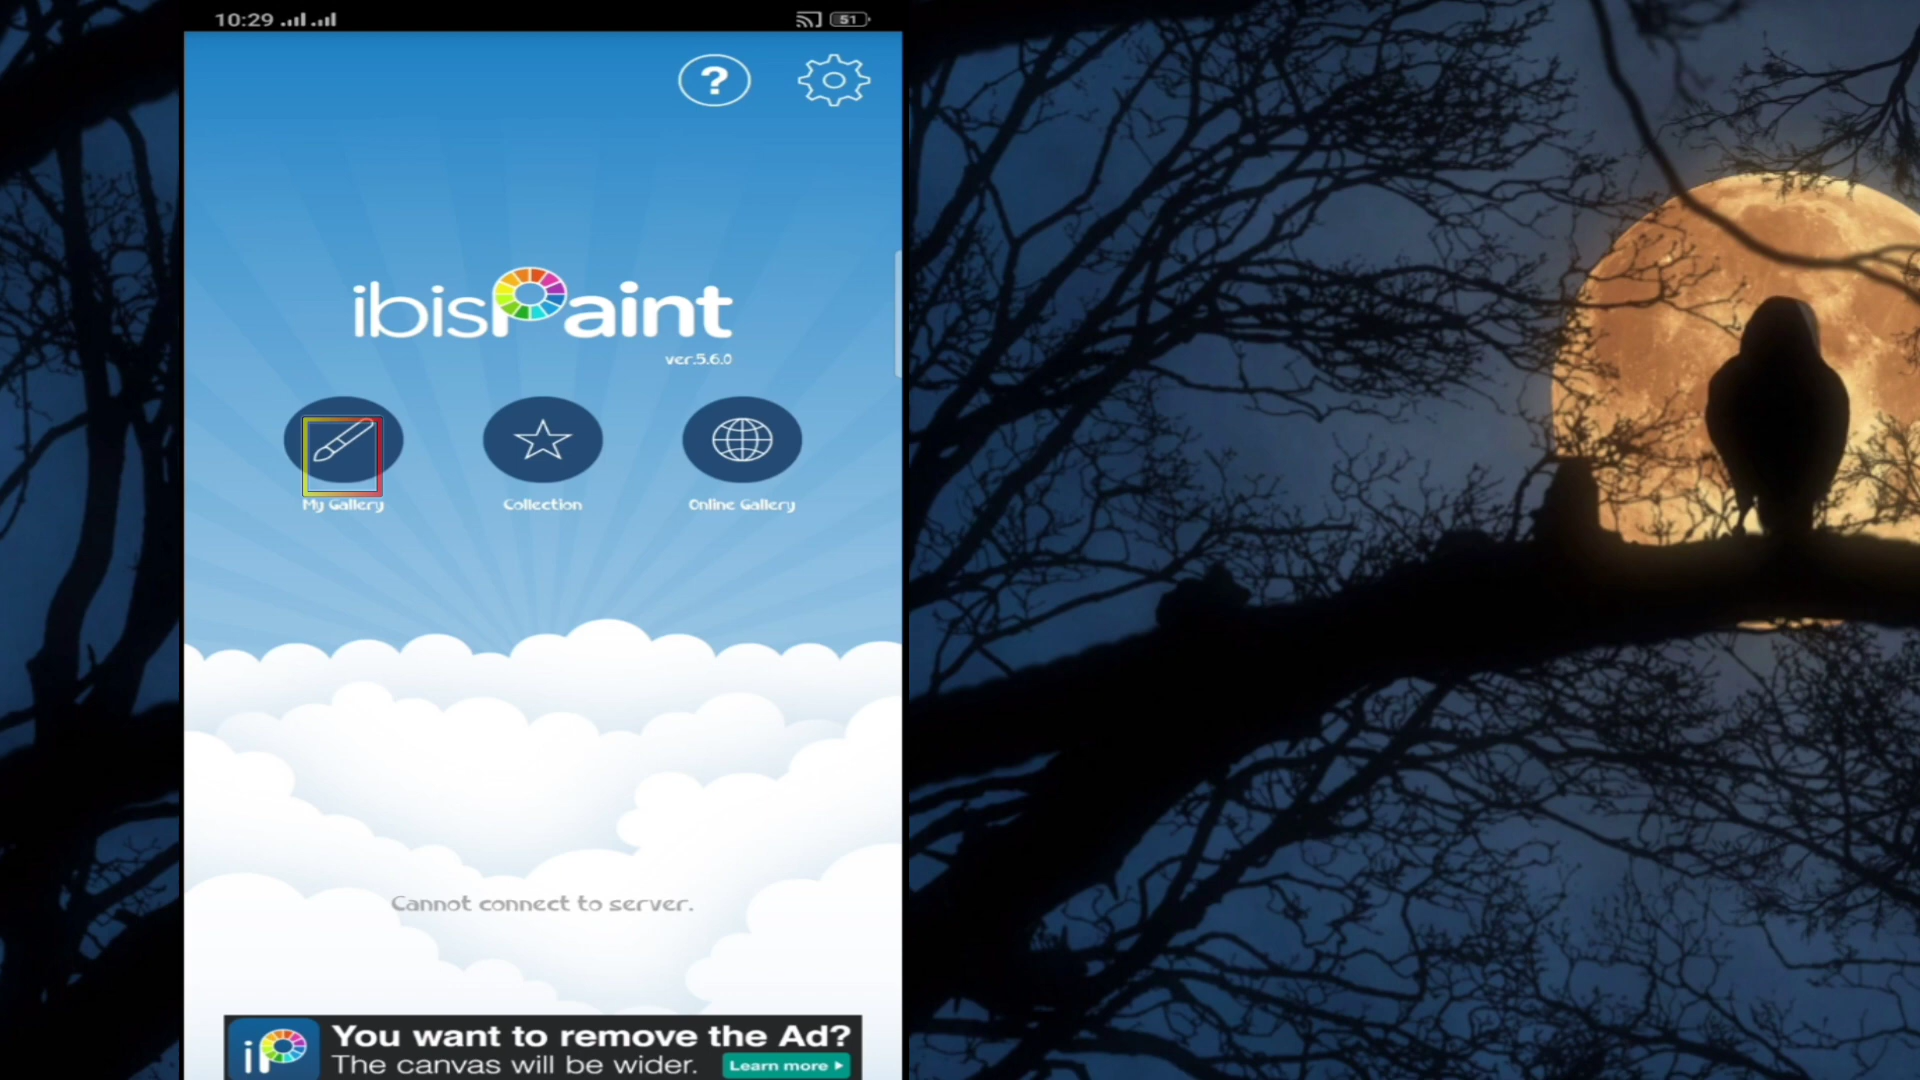 10:29
51
?
ibisPaint
ver.5.6.0
My Gallery
Collection
Online Gallery
Cannot connect to server.
iP
You want to remove the Ad?
The canvas will be wider.
Learn more